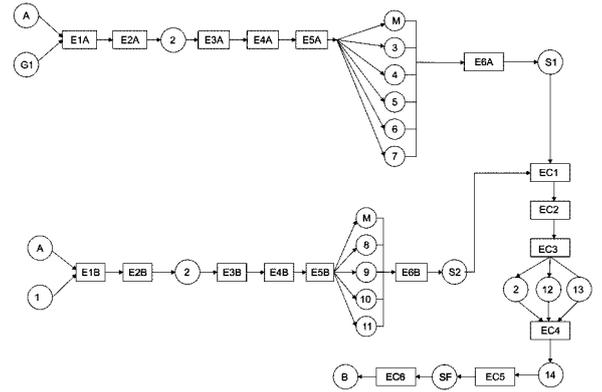 A
G1
E1A
E2A
2
E3A
E4A
E5A
M
3
4
5
6
7
E6A
S1
A
1
E1B
E2B
2
E3B
E4B
E5B
M
8
9
10
11
E6B
S2
EC1
EC2
EC3
2
12
13
EC4
14
EC5
SF
EC6
B